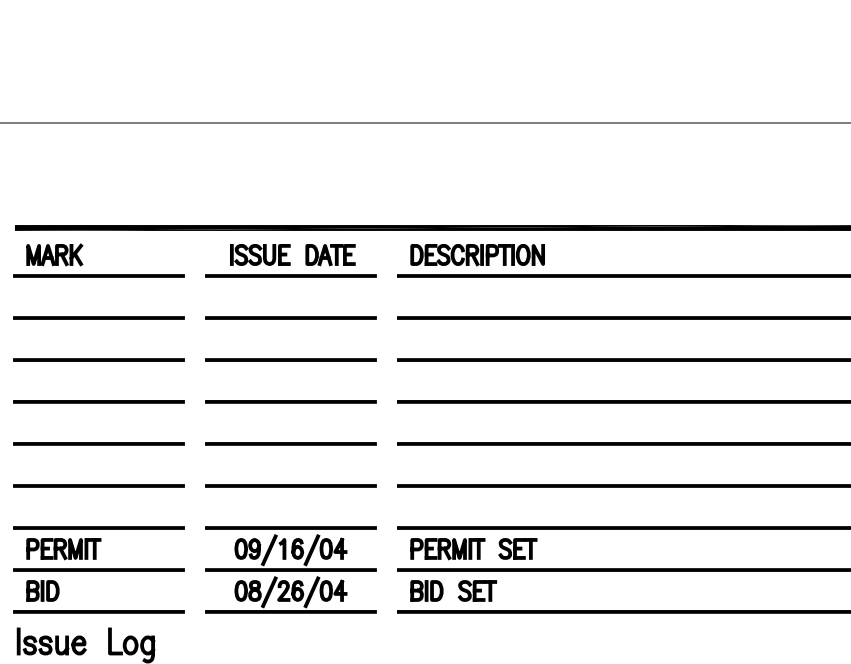 MARK ISSUE DATE DESCRIPTION
PERMIT 09/16/04 PERMIT SET
BID 08/26/04 BID SET
Issue Log